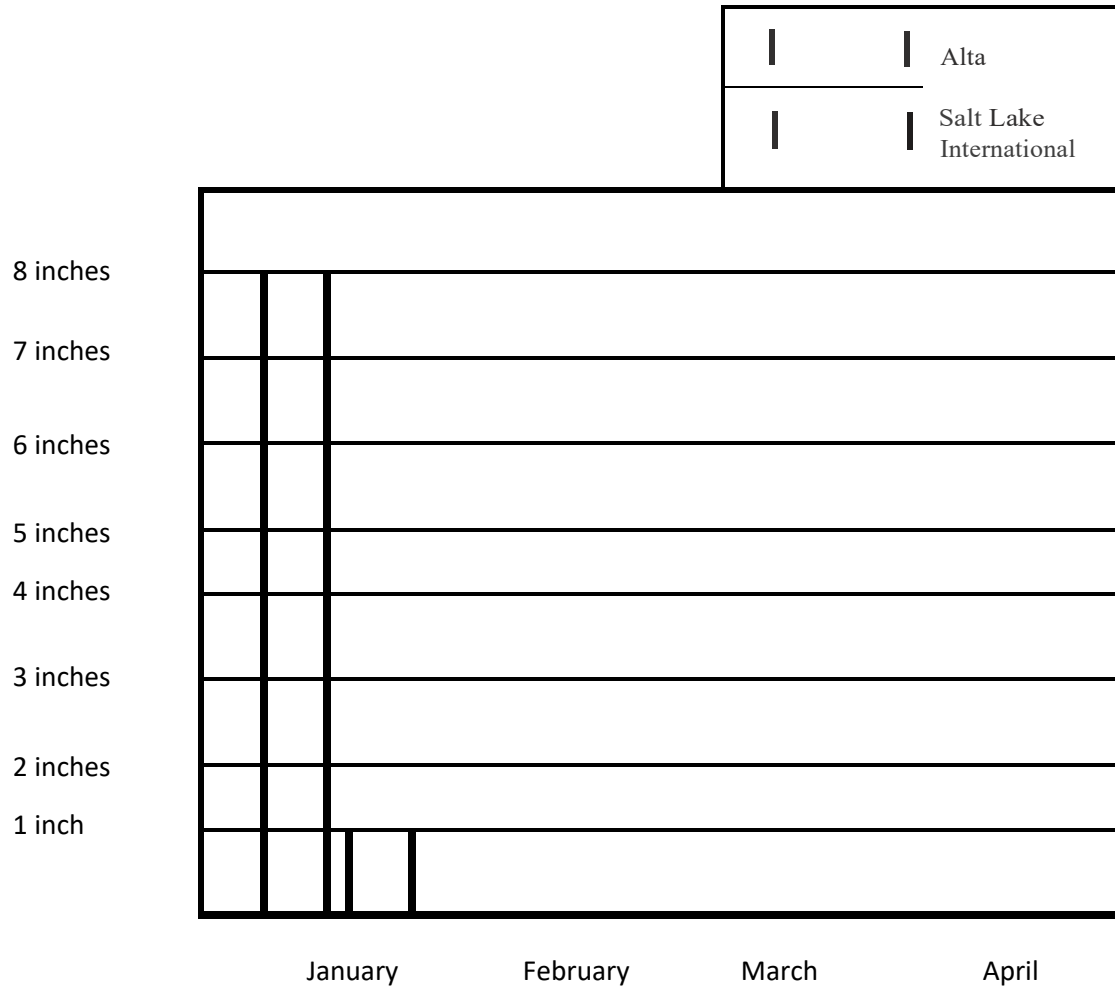 Alta
Salt Lake
International
8 inches
7 inches
6 inches
5 inches
4 inches
3 inches
2 inches
1 inch
January February March April